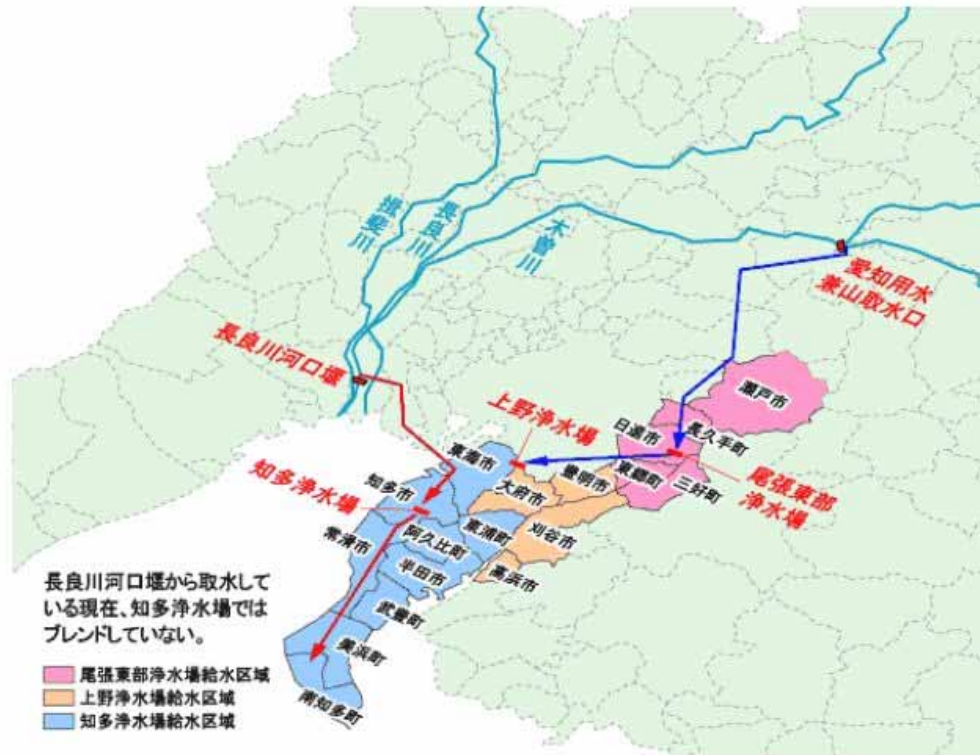 揖斐川
長良川
木曽川
愛知用水
兼山取水口
長良川河口堰
上野浄水場
知多浄水場
尾張東部
浄水場
瀬戸市
長久手町
日進市
東郷町
三好町
豊明市
大府市
東海市
知多市
刈谷市
高浜市
東浦町
阿久比町
常滑市
半田市
武豊町
美浜町
南知多町
長良川河口堰から取水して
いる現在、知多浄水場では
ブレンドしていない。
尾張東部浄水場給水区域
上野浄水場給水区域
知多浄水場給水区域